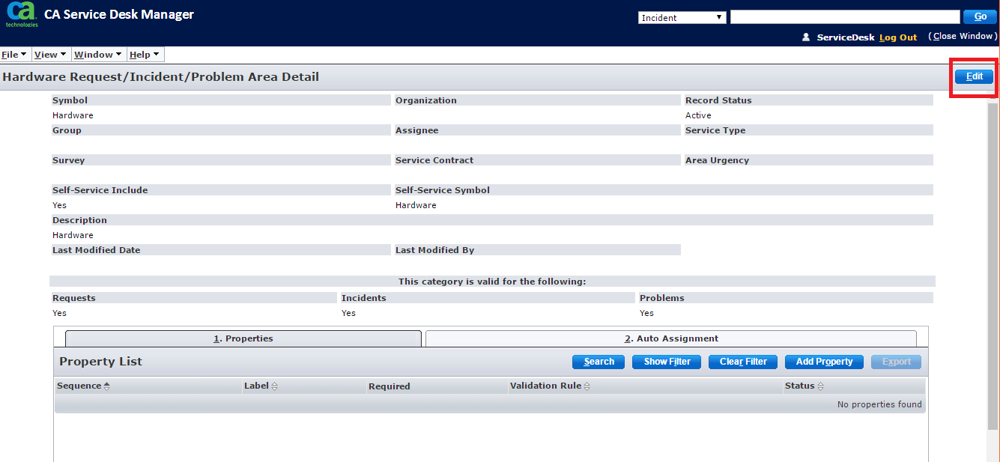 ca technologies CA Service Desk Manager Incident Go
ServiceDesk Log Out ( Close Window )
File View Window Help
Hardware Request/Incident/Problem Area Detail Edit
Symbol Organization Record Status
Hardware Active
Group Assignee Service Type
Survey Service Contract Area Urgency
Self-Service Include Self-Service Symbol
Yes Hardware
Description
Hardware
Last Modified Date Last Modified By
This category is valid for the following:
Requests Incidents Problems
Yes Yes Yes
1. Properties 2. Auto Assignment
Property List Search Show Filter Clear Filter Add Property Export
Sequence Label Required Validation Rule Status
No properties found